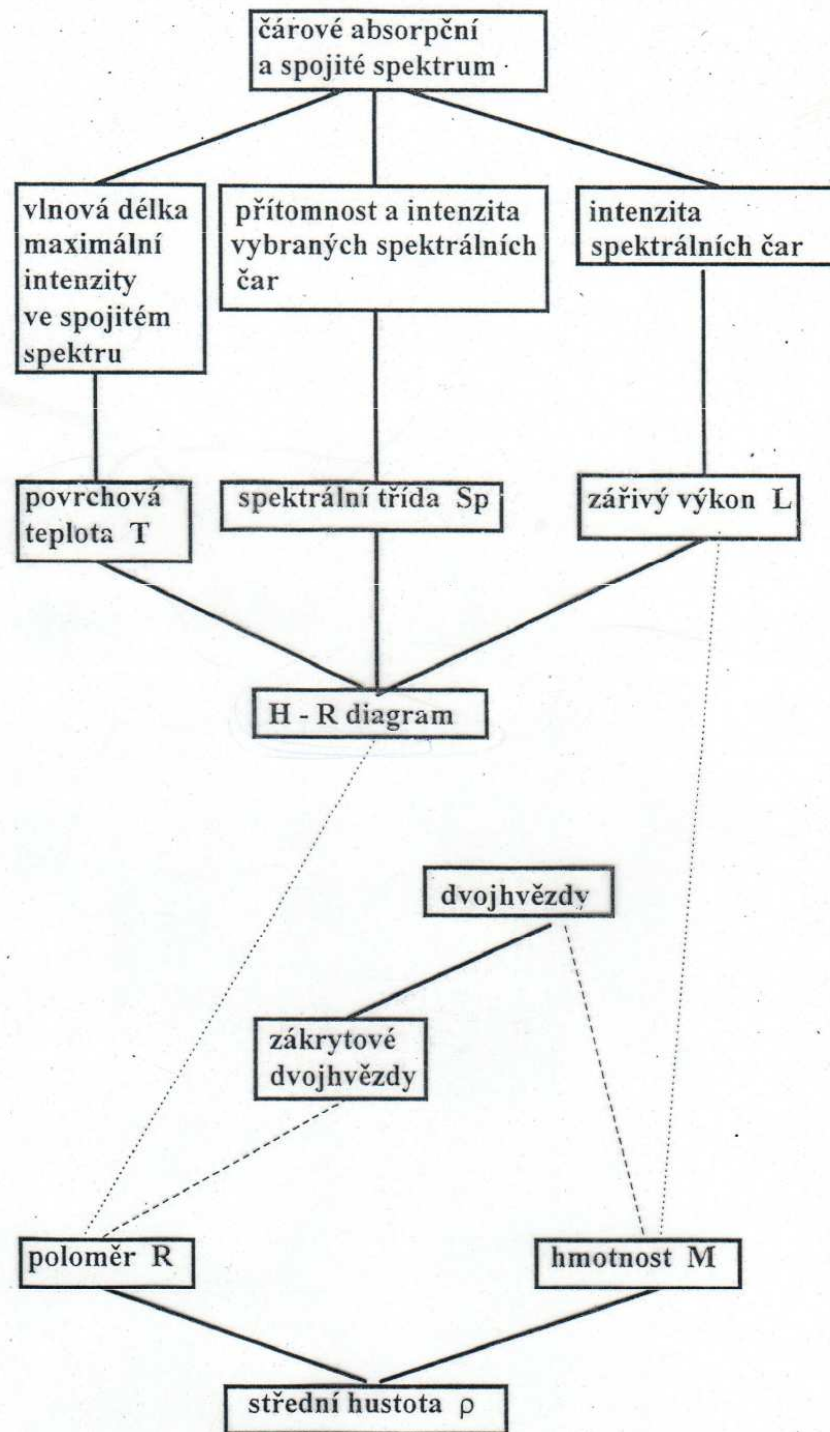 čárové absorpční
a spojité spektrum
vlnová délka
maximální
intenzity
ve spojitém
spektru
přítomnost a intenzita
vybraných spektrálních
čar
intenzita
spektrálních čar
povrchová
teplota T
spektrální třída Sp
zářivý výkon L
H - R diagram
dvojhvězdy
zákrytové
dvojhvězdy
poloměr R
hmotnost M
střední hustota ρ